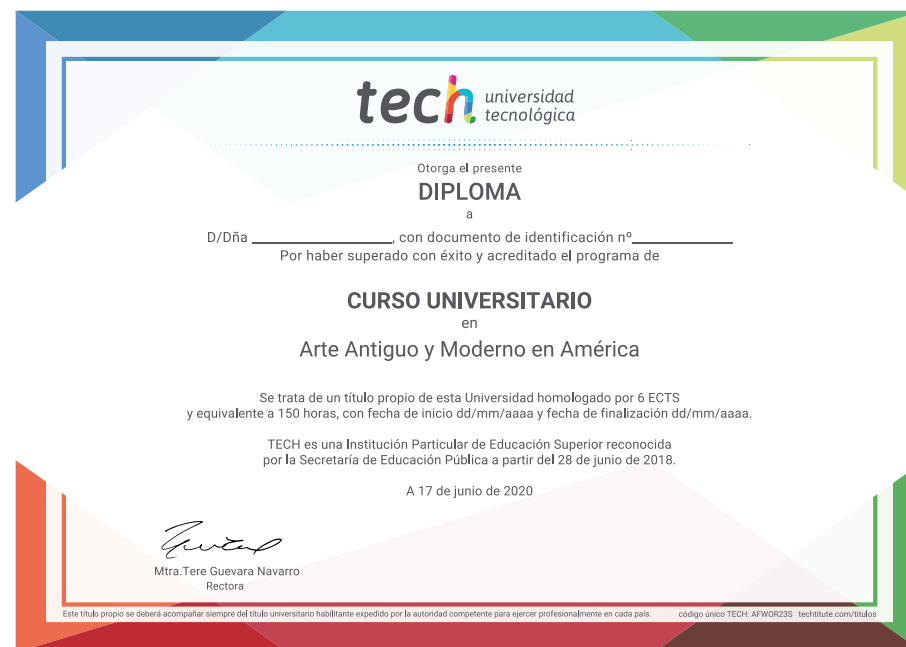 tech universidad
tecnológica
Otorga el presente
DIPLOMA
a
D/Dña ____________________, con documento de identificación nº______________
Por haber superado con éxito y acreditado el programa de
CURSO UNIVERSITARIO
en
Arte Antiguo y Moderno en América
Se trata de un título propio de esta Universidad homologado por 6 ECTS
y equivalente a 150 horas, con fecha de inicio dd/mm/aaaa y fecha de finalización dd/mm/aaaa.
TECH es una Institución Particular de Educación Superior reconocida
por la Secretaría de Educación Pública a partir del 28 de junio de 2018.
A 17 de junio de 2020
Mtra.Tere Guevara Navarro
Rectora
Este título propio se deberá acompañar siempre del título universitario habilitante expedido por la autoridad competente para ejercer profesionalmente en cada país. código único TECH: AFWOR23S techtitute.com/titulos